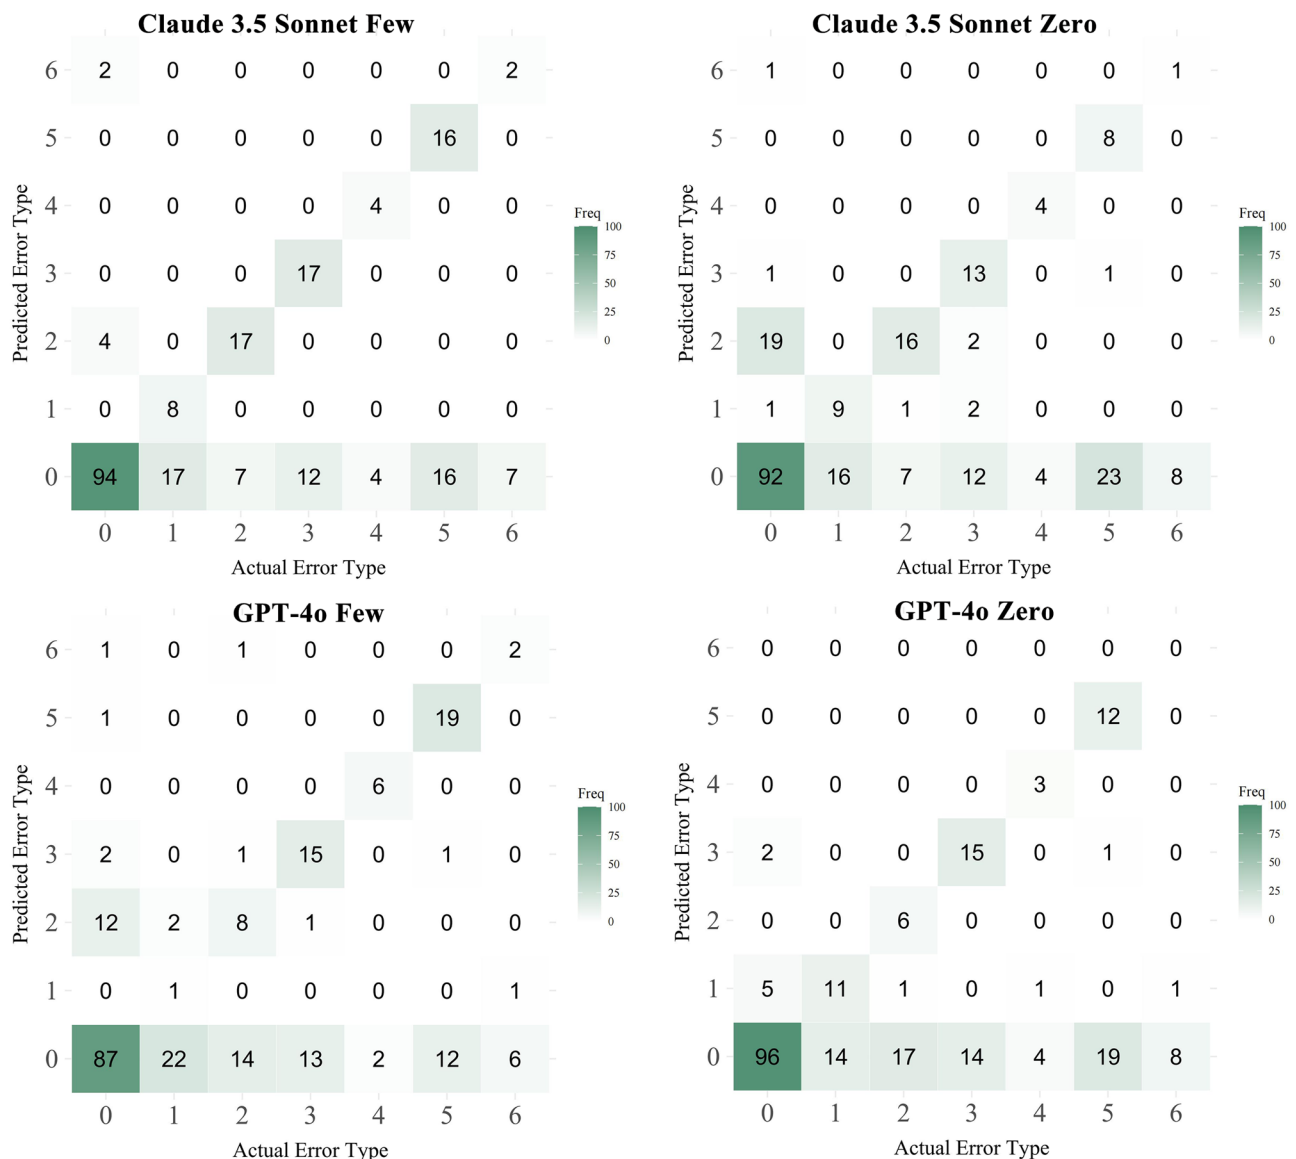 Claude 3.5 Sonnet Few
6 2 0 0 0 0 0 2
5 0 0 0 0 0 16 0
4 0 0 0 0 4 0 0
3 0 0 0 17 0 0 0
2 4 0 17 0 0 0 0
1 0 8 0 0 0 0 0
0 94 17 7 12 4 16 7
0 1 2 3 4 5 6
Actual Error Type
Predicted Error Type
Freq
100
75
50
25
0
Claude 3.5 Sonnet Zero
6 1 0 0 0 0 0 1
5 0 0 0 0 0 8 0
4 0 0 0 0 4 0 0
3 1 0 0 13 0 1 0
2 19 0 16 2 0 0 0
1 1 9 1 2 0 0 0
0 92 16 7 12 4 23 8
0 1 2 3 4 5 6
Actual Error Type
Predicted Error Type
Freq
100
75
50
25
0
GPT-4o Few
6 1 0 1 0 0 0 2
5 1 0 0 0 0 19 0
4 0 0 0 0 6 0 0
3 2 0 1 15 0 1 0
2 12 2 8 1 0 0 0
1 0 1 0 0 0 0 1
0 87 22 14 13 2 12 6
0 1 2 3 4 5 6
Actual Error Type
Predicted Error Type
Freq
100
75
50
25
0
GPT-4o Zero
6 0 0 0 0 0 0 0
5 0 0 0 0 0 12 0
4 0 0 0 0 3 0 0
3 2 0 0 15 0 1 0
2 0 0 6 0 0 0 0
1 5 11 1 0 1 0 1
0 96 14 17 14 4 19 8
0 1 2 3 4 5 6
Actual Error Type
Predicted Error Type
Freq
100
75
50
25
0